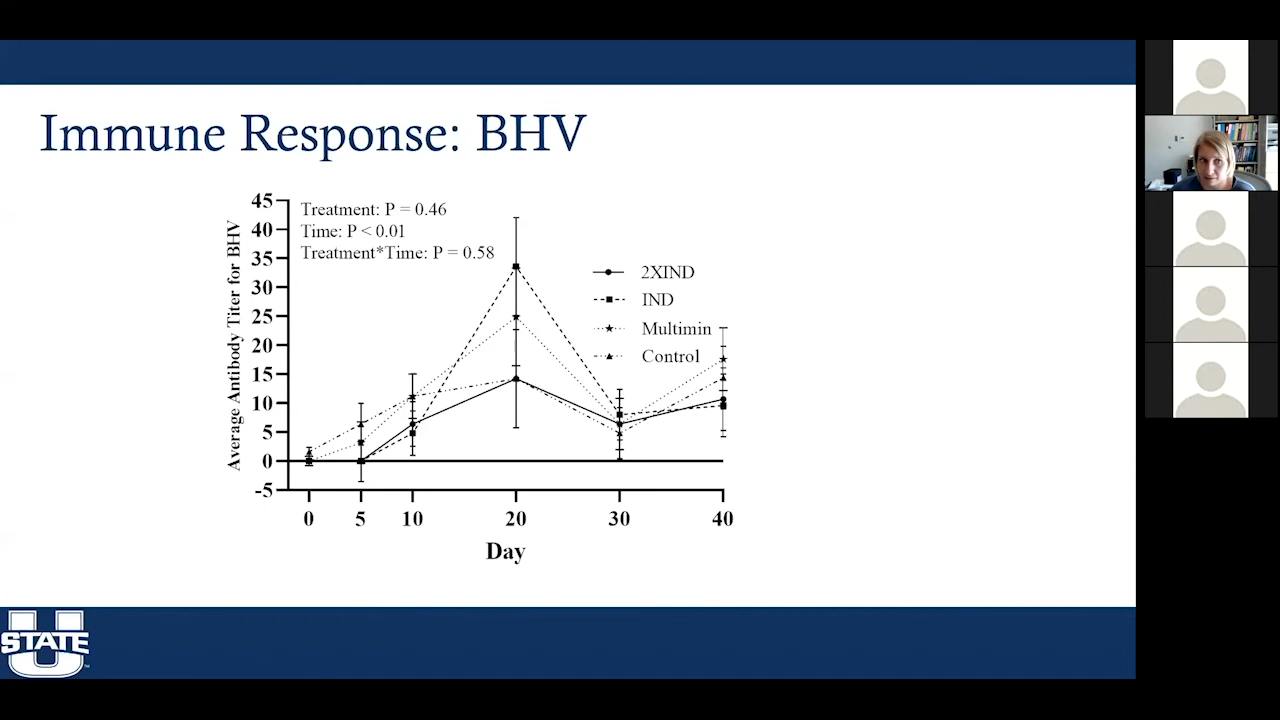 Immune Response: BHV
Average Antibody Titer for BHV
45
40
35
30
25
20
15
10
5
0
-5
Treatment: P = 0.46
Time: P < 0.01
Treatment*Time: P = 0.58
2XIND
IND
Multimin
Control
0 5 10 20 30 40
Day
U
STATE
TM